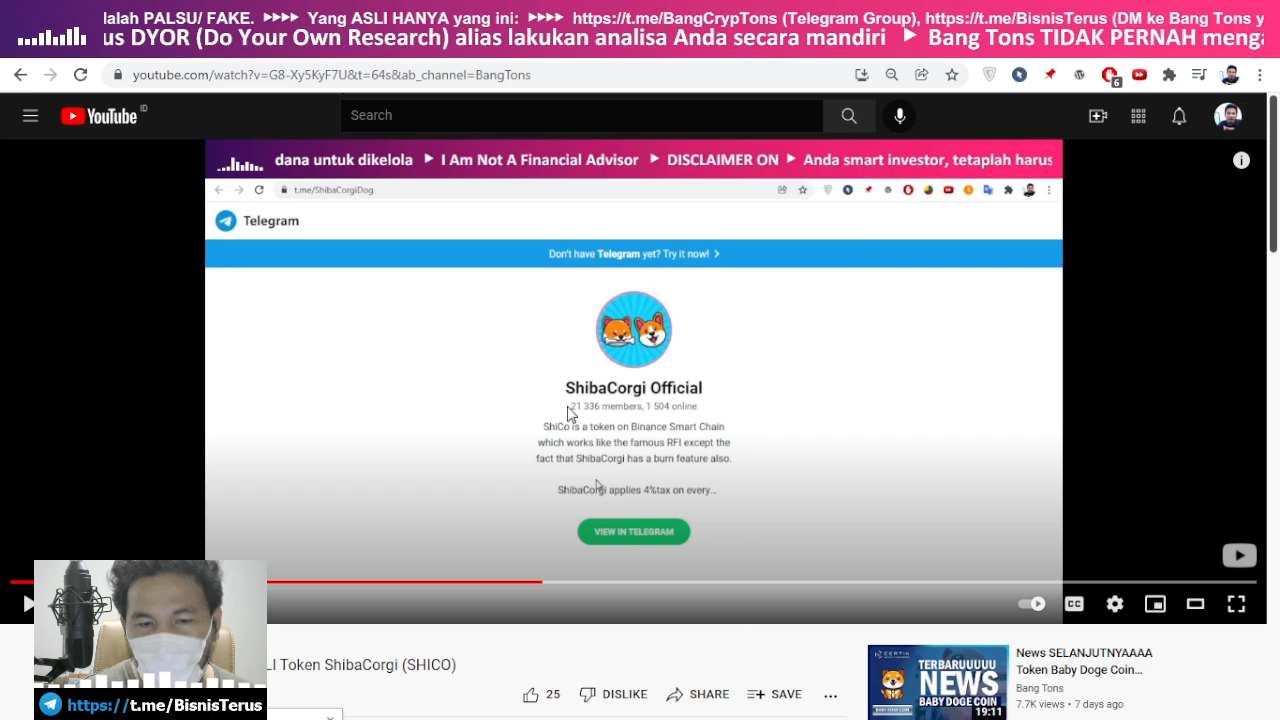 lalah PALSU/ FAKE. ▸▸▸▸ Yang ASLI HANYA yang ini: ▸▸▸▸ https://t.me/BangCrypTons (Telegram Group), https://t.me/BisnisTerus (DM ke Bang Tons y
us DYOR (Do Your Own Research) alias lakukan analisa Anda secara mandiri ▸ Bang Tons TIDAK PERNAH menga
youtube.com/watch?v=G8-Xy5KyF7U&t=64s&ab_channel=BangTons
6
YouTube ID
Search
dana untuk dikelola ▸ I Am Not A Financial Advisor ▸ DISCLAIMER ON ▸ Anda smart investor, tetaplah harus
t.me/ShibaCorgiDog
Telegram
Don't have Telegram yet? Try it now!
ShibaCorgi Official
21 336 members, 1 504 online
ShiCo is a token on Binance Smart Chain
which works like the famous RFI except the
fact that ShibaCorgi has a burn feature also.
ShibaCorgi applies 4%tax on every...
VIEW IN TELEGRAM
CC
LI Token ShibaCorgi (SHICO)
25
DISLIKE
SHARE
SAVE
https://t.me/BisnisTerus
CERTIK
TERBARUUUUU
NEWS
BABY DOGE COIN
19:11
News SELANJUTNYAAAA
Token Baby Doge Coin...
Bang Tons
7.7K views • 7 days ago